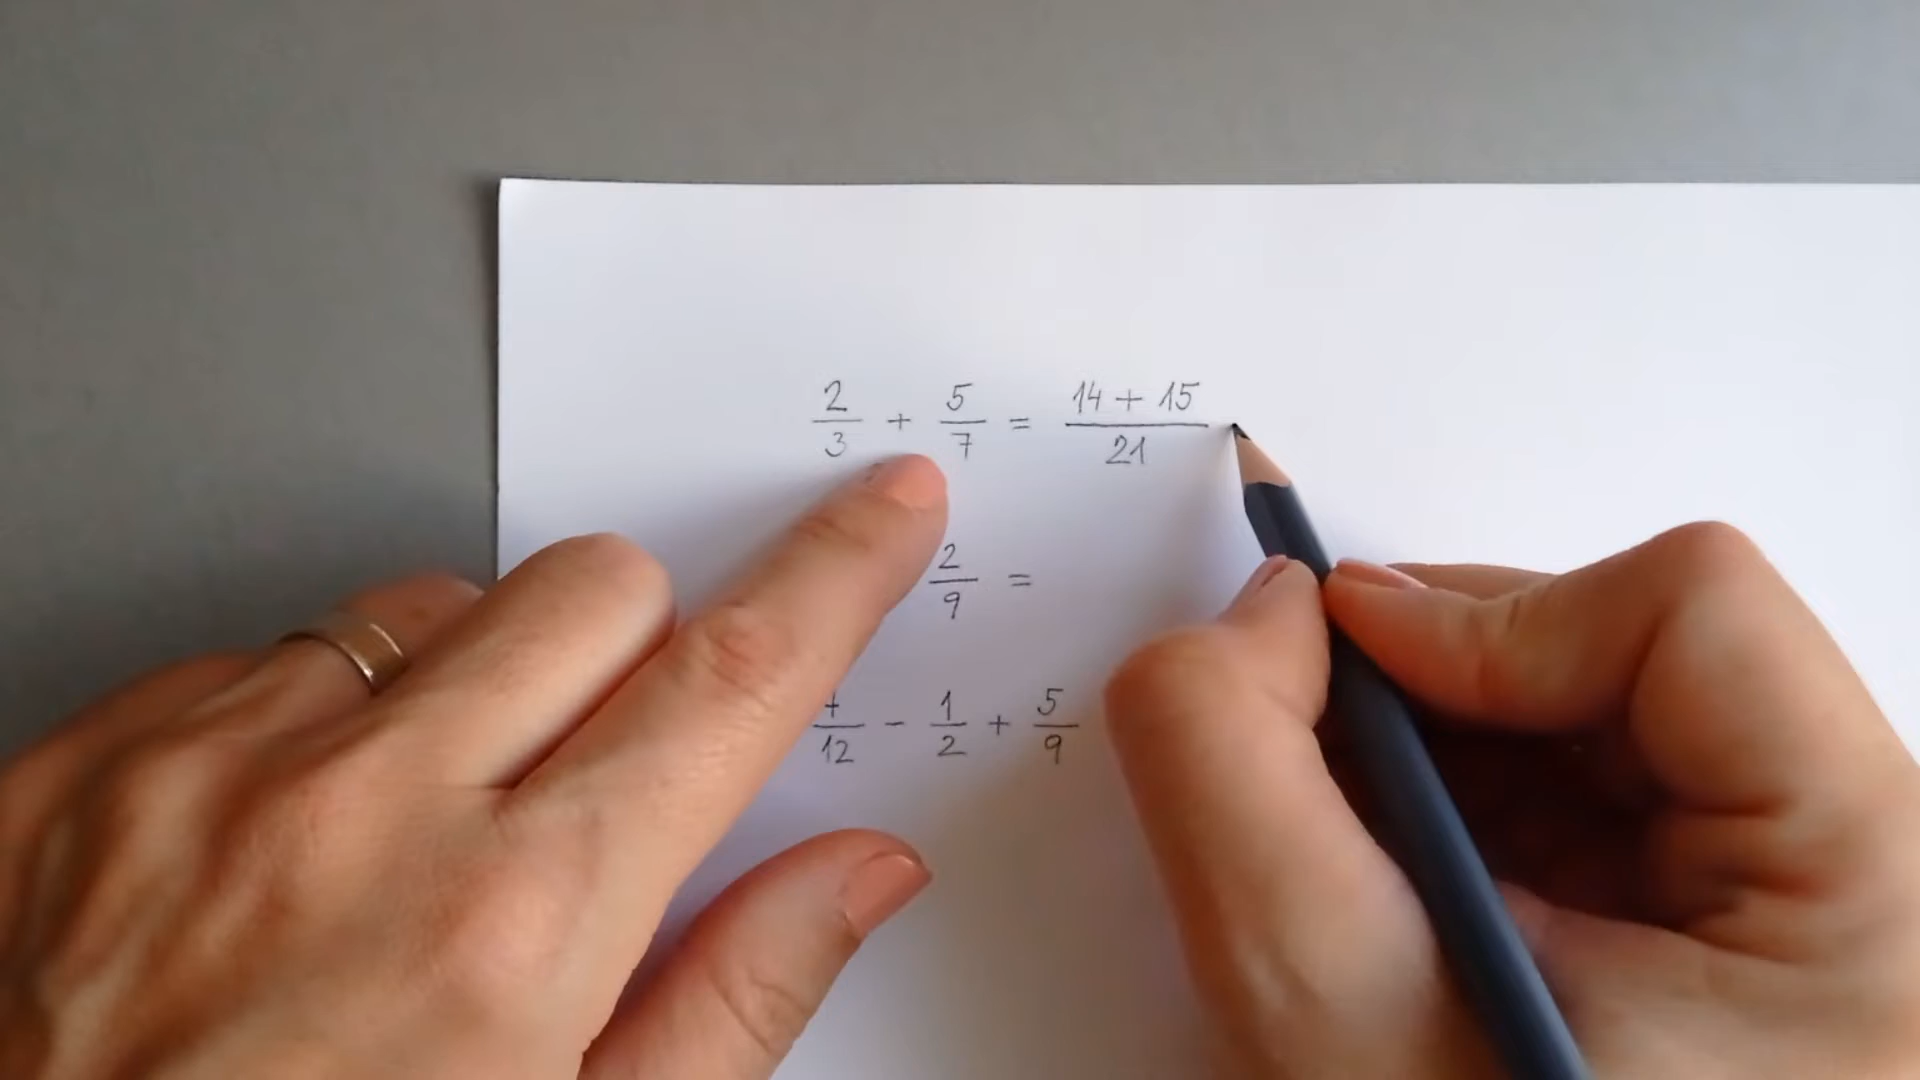 2/3 + 5/7 = (14 + 15)/21
2/9 =
/12 - 1/2 + 5/9